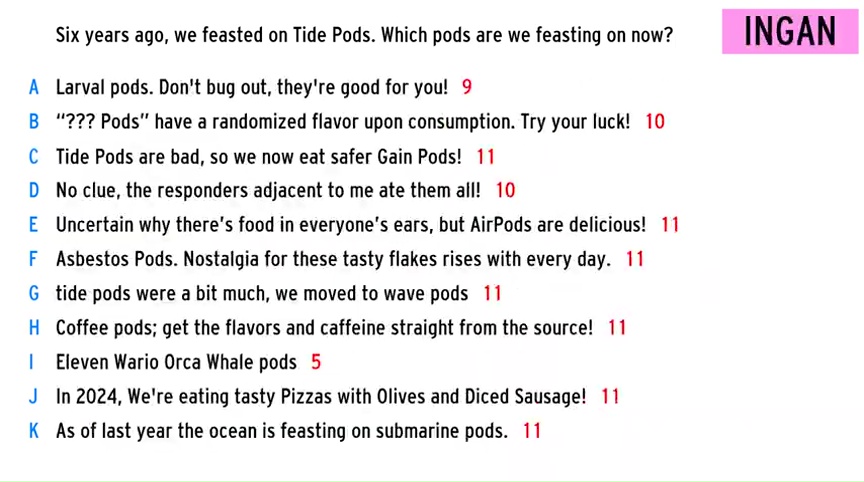 Six years ago, we feasted on Tide Pods. Which pods are we feasting on now?
INGAN
A Larval pods. Don't bug out, they're good for you! 9
B “??? Pods” have a randomized flavor upon consumption. Try your luck! 10
C Tide Pods are bad, so we now eat safer Gain Pods! 11
D No clue, the responders adjacent to me ate them all! 10
E Uncertain why there's food in everyone's ears, but AirPods are delicious! 11
F Asbestos Pods. Nostalgia for these tasty flakes rises with every day. 11
G tide pods were a bit much, we moved to wave pods 11
H Coffee pods; get the flavors and caffeine straight from the source! 11
I Eleven Wario Orca Whale pods 5
J In 2024, We're eating tasty Pizzas with Olives and Diced Sausage! 11
K As of last year the ocean is feasting on submarine pods. 11